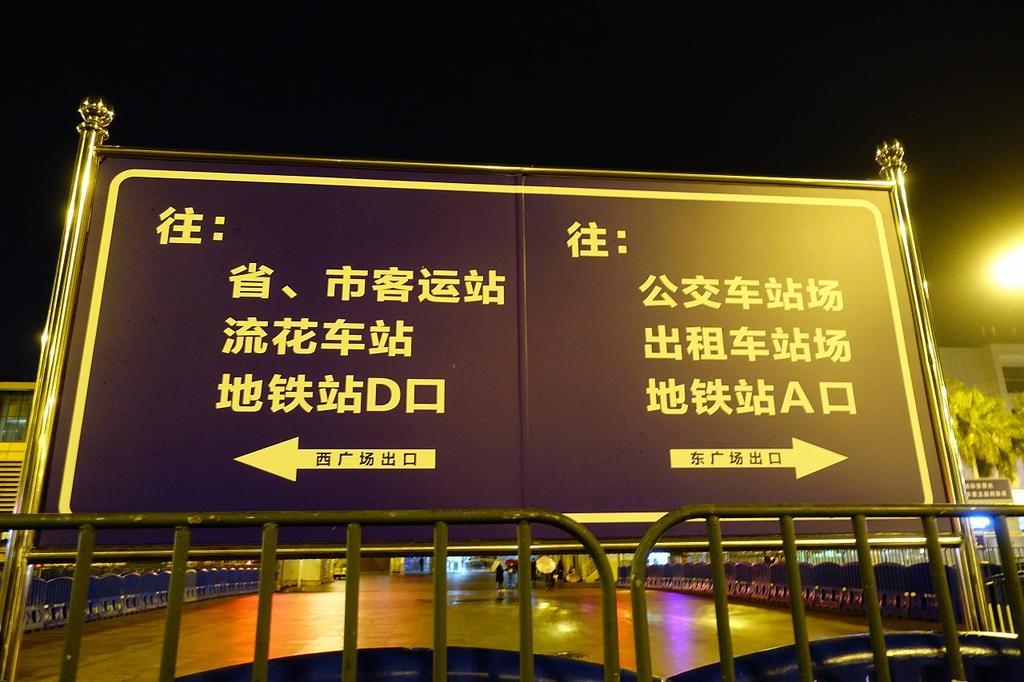 往：
省、市客运站
流花车站
地铁站D口
西广场出口
往：
公交车站场
出租车站场
地铁站A口
东广场出口